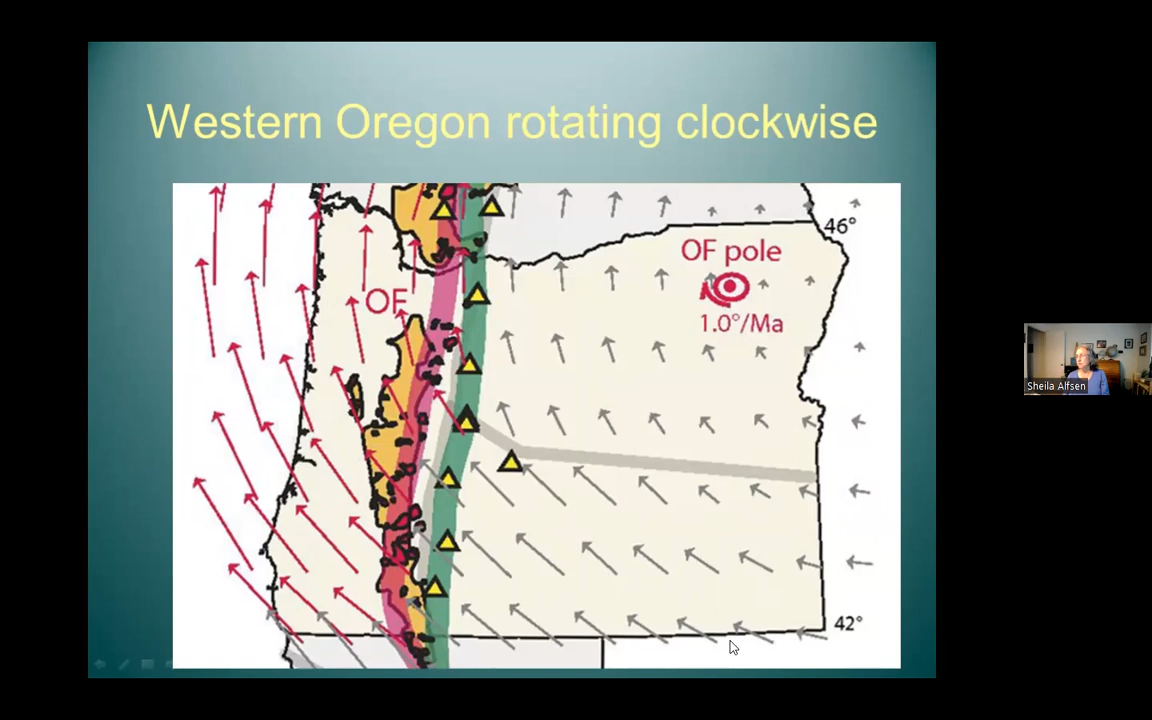 Western Oregon rotating clockwise
46°
OF pole
OF
1.0°/Ma
Sheila Alfsen
42°